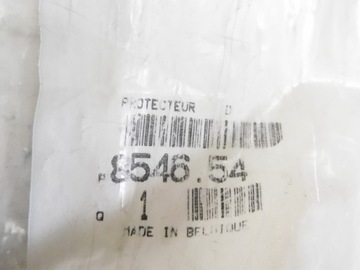 PROTECTEUR D
P 8546.54
Q 1
MADE IN BELGIQUE